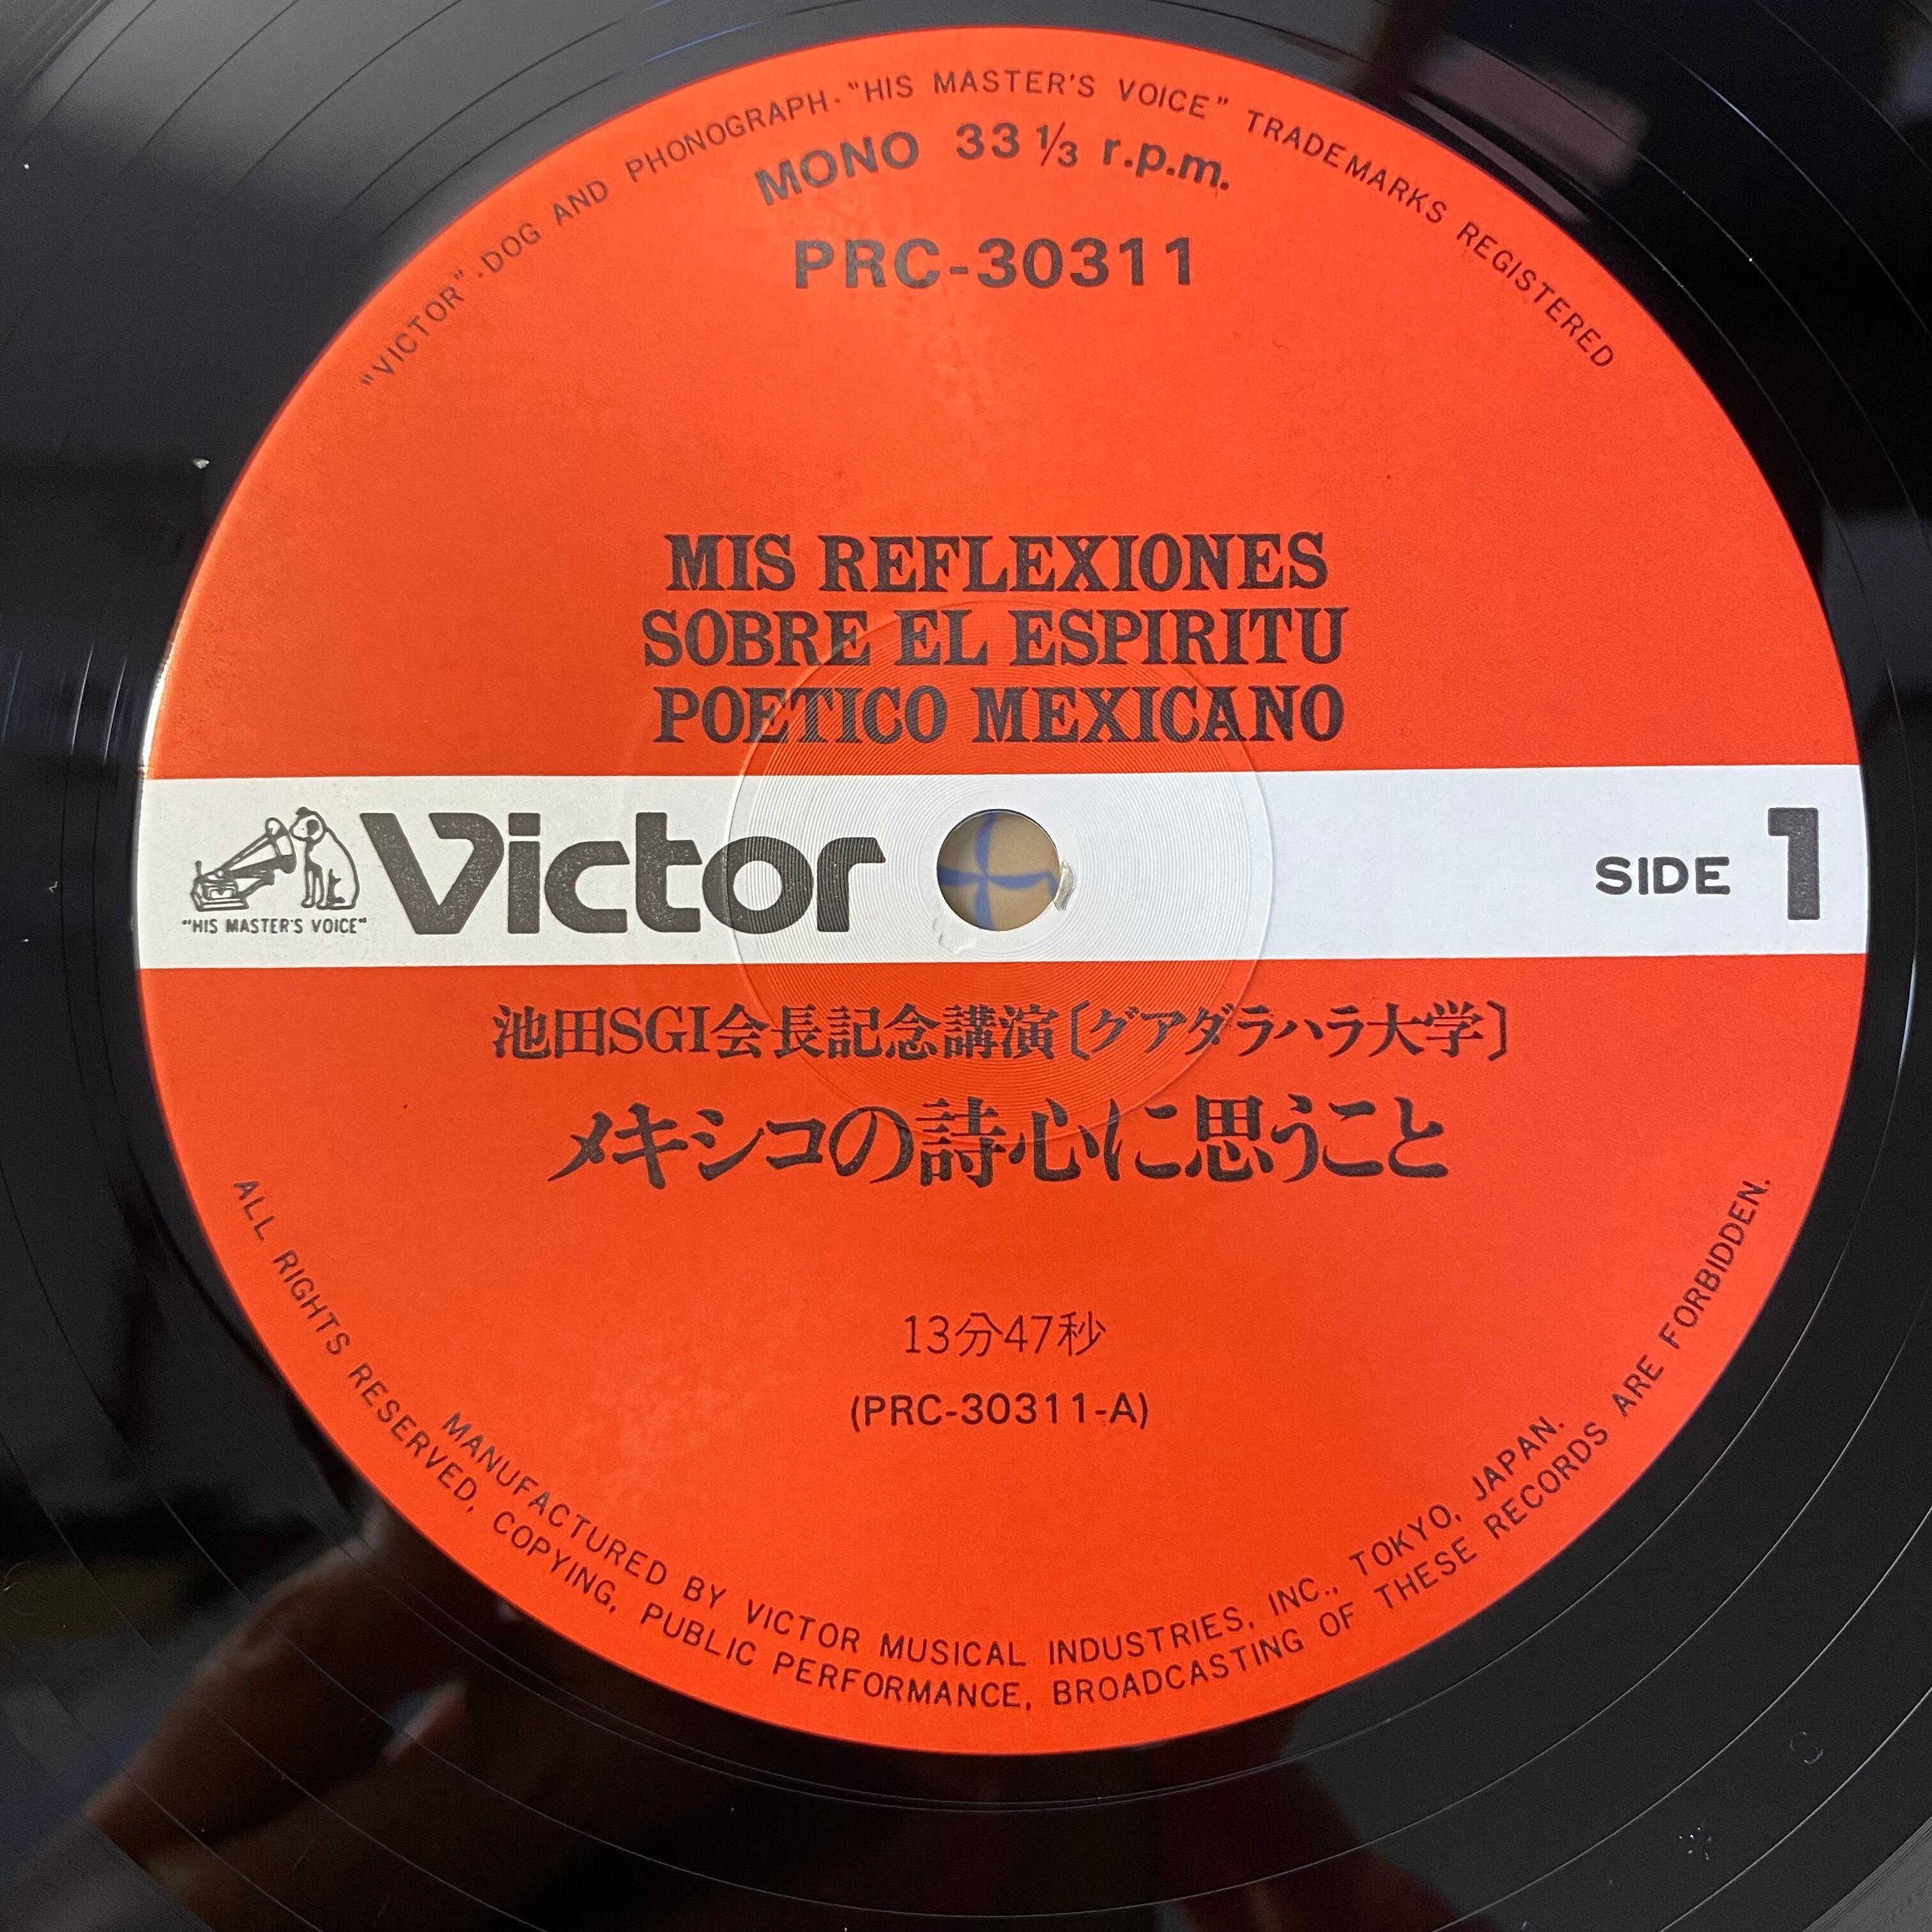 "VICTOR"-DOG AND PHONOGRAPH-"HIS MASTER'S VOICE" TRADEMARKS REGISTERED
MONO 33 1/3 r.p.m.
PRC-30311
MIS REFLEXIONES
SOBRE EL ESPIRITU
POETICO MEXICANO
"HIS MASTER'S VOICE"
Victor
SIDE 1
池田SGI会長記念講演〔グアダラハラ大学〕
メキシコの詩心に思うこと
13分47秒
(PRC-30311-A)
MANUFACTURED BY VICTOR MUSICAL INDUSTRIES, INC., TOKYO, JAPAN.
ALL RIGHTS RESERVED, COPYING, PUBLIC PERFORMANCE, BROADCASTING OF THESE RECORDS ARE FORBIDDEN.